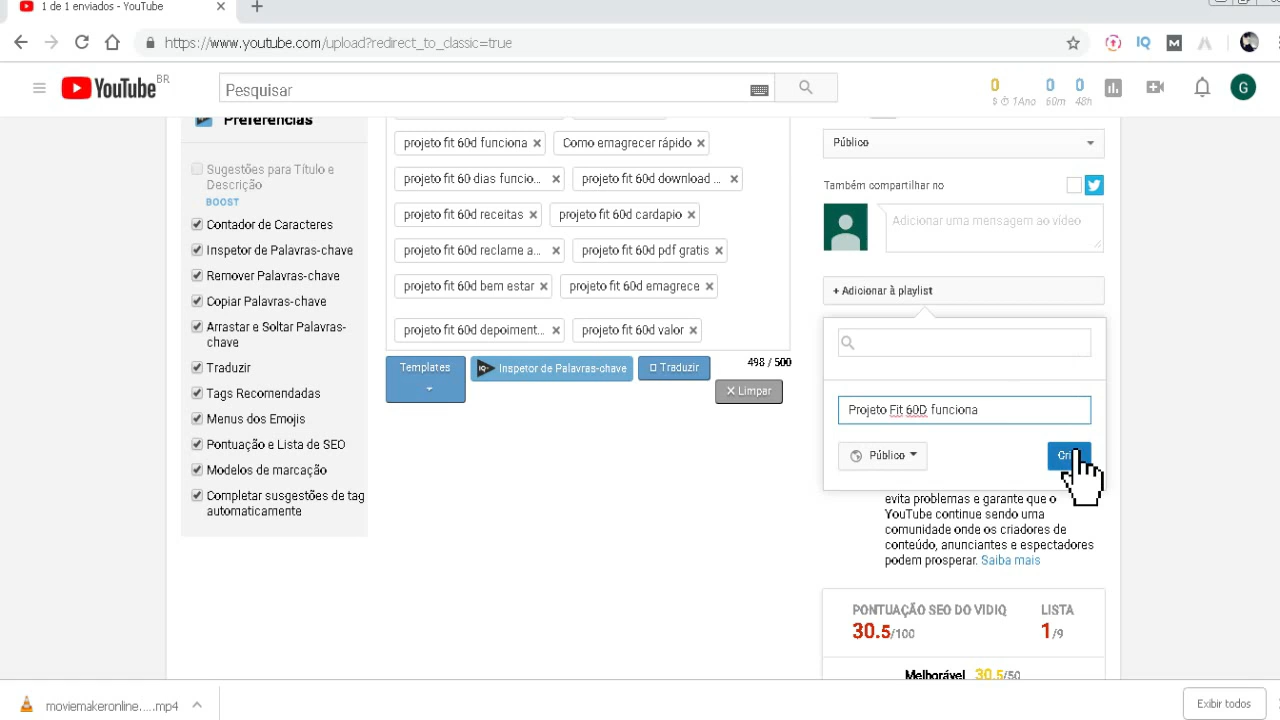 1 de 1 enviados - YouTube
https://www.youtube.com/upload?redirect_to_classic=true
YouTube BR
Pesquisar
0 0 0
1Ano 60m 48h
G
Preferências
Sugestões para Título e
Descrição
BOOST
Contador de Caracteres
Inspetor de Palavras-chave
Remover Palavras-chave
Copiar Palavras-chave
Arrastar e Soltar Palavras-
chave
Traduzir
Tags Recomendadas
Menus dos Emojis
Pontuação e Lista de SEO
Modelos de marcação
Completar susgestões de tag
automaticamente
projeto fit 60d funciona
Como emagrecer rápido
projeto fit 60 dias funcio...
projeto fit 60d download ...
projeto fit 60d receitas
projeto fit 60d cardapio
projeto fit 60d reclame a...
projeto fit 60d pdf gratis
projeto fit 60d bem estar
projeto fit 60d emagrece
projeto fit 60d depoiment...
projeto fit 60d valor
498 / 500
Templates
Inspetor de Palavras-chave
Traduzir
Limpar
Público
Também compartilhar no
Adicionar uma mensagem ao vídeo
+ Adicionar à playlist
Projeto Fit 60D funciona
Público
evita problemas e garante que o
YouTube continue sendo uma
comunidade onde os criadores de
conteúdo, anunciantes e espectadores
podem prosperar. Saiba mais
PONTUAÇÃO SEO DO VIDIQ LISTA
30.5/100 1/9
Melhorável 30.5/50
moviemakeronline.....mp4
Exibir todos